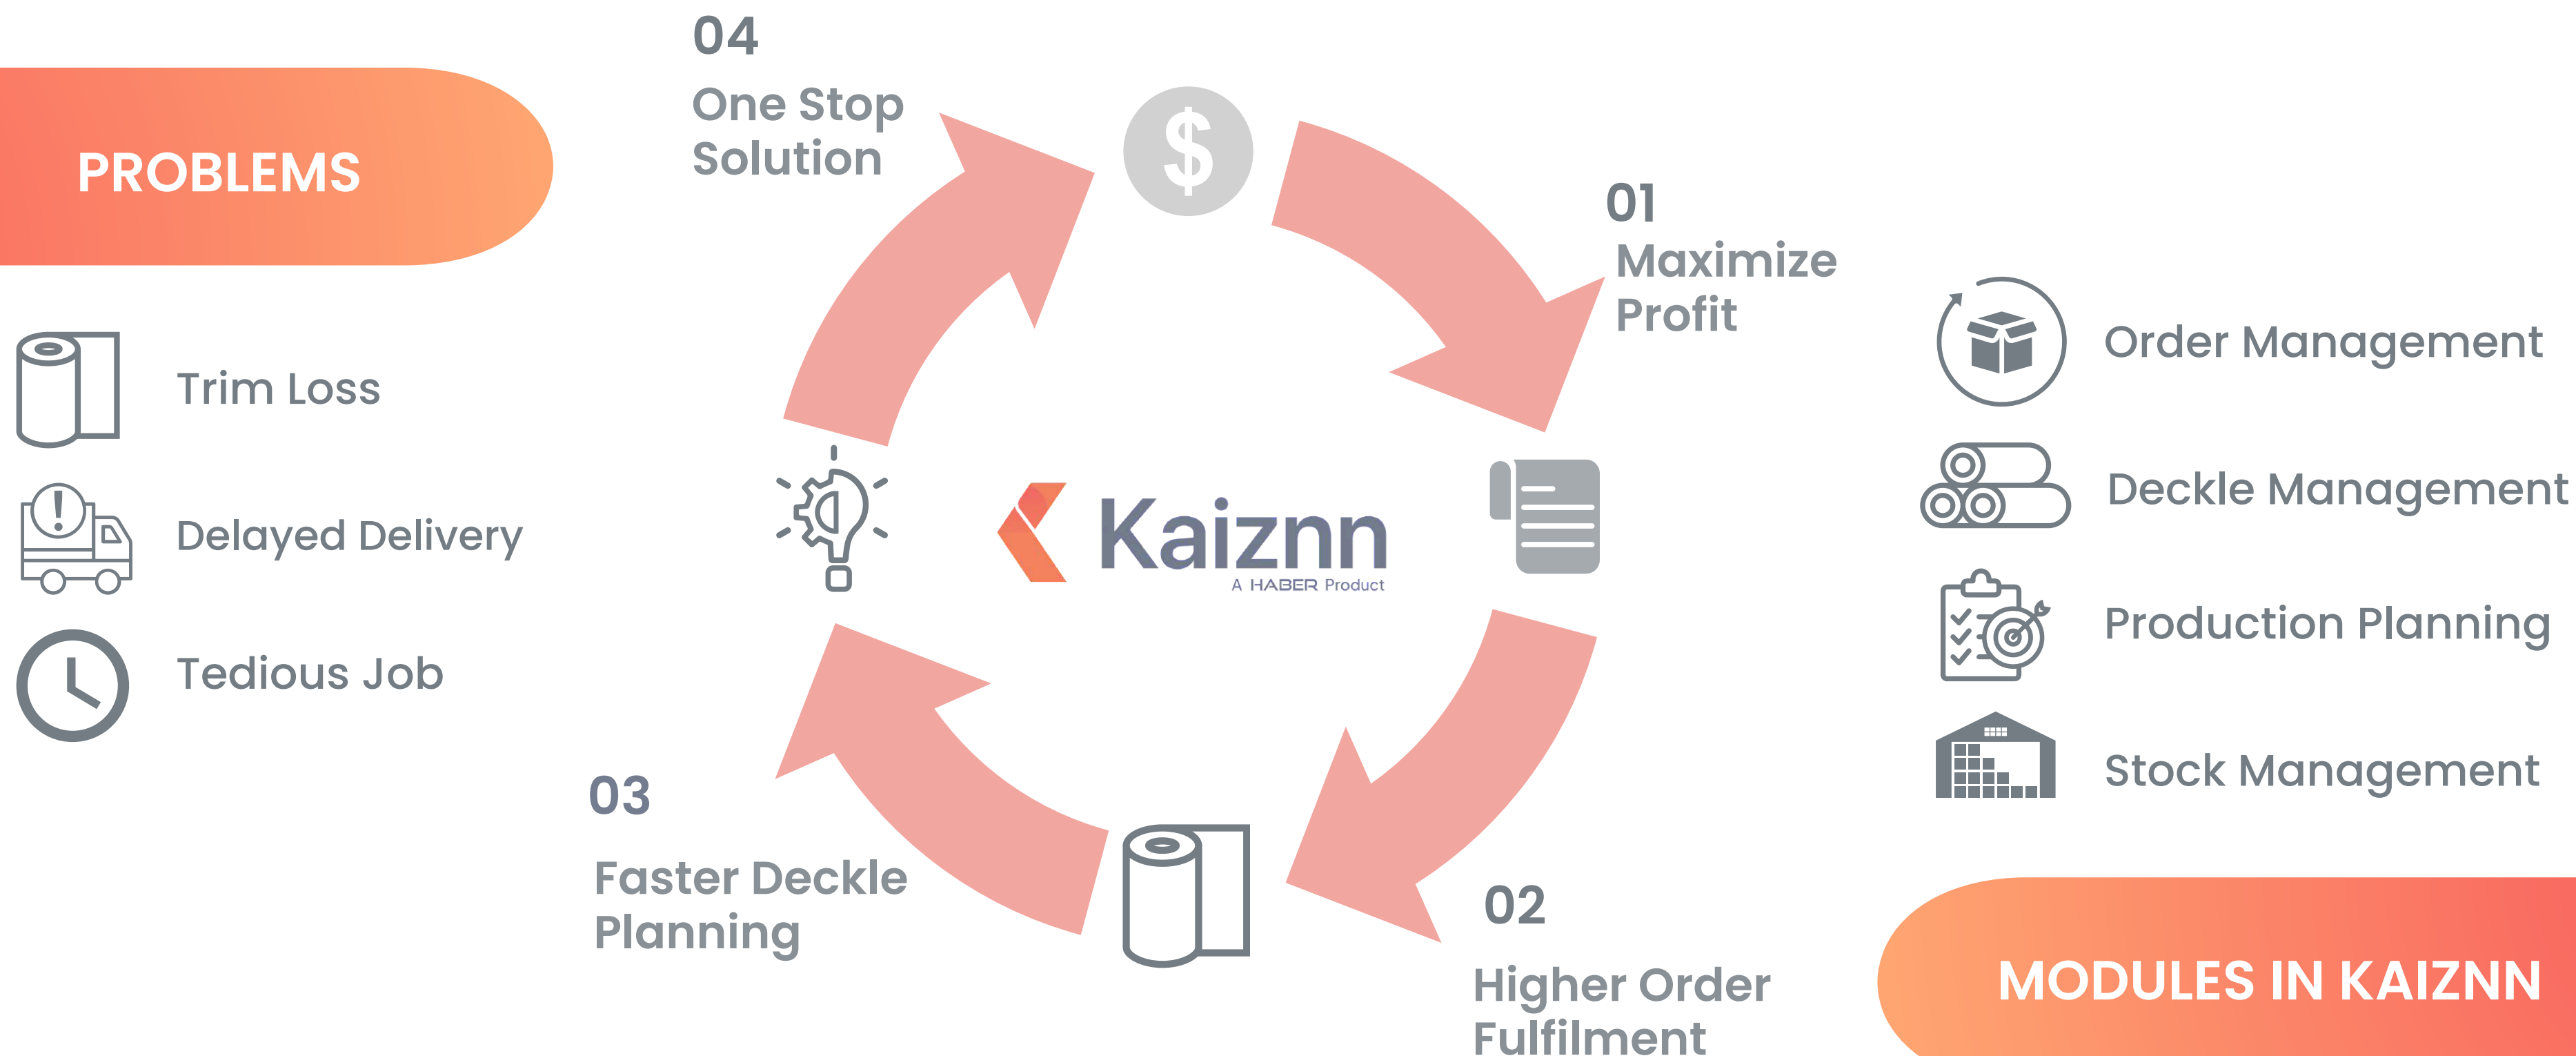 PROBLEMS
Trim Loss
Delayed Delivery
Tedious Job
04
One Stop
Solution
$
01
Maximize
Profit
Kaiznn
A HABER Product
03
Faster Deckle
Planning
02
Higher Order
Fulfilment
Order Management
Deckle Management
Production Planning
Stock Management
MODULES IN KAIZNN